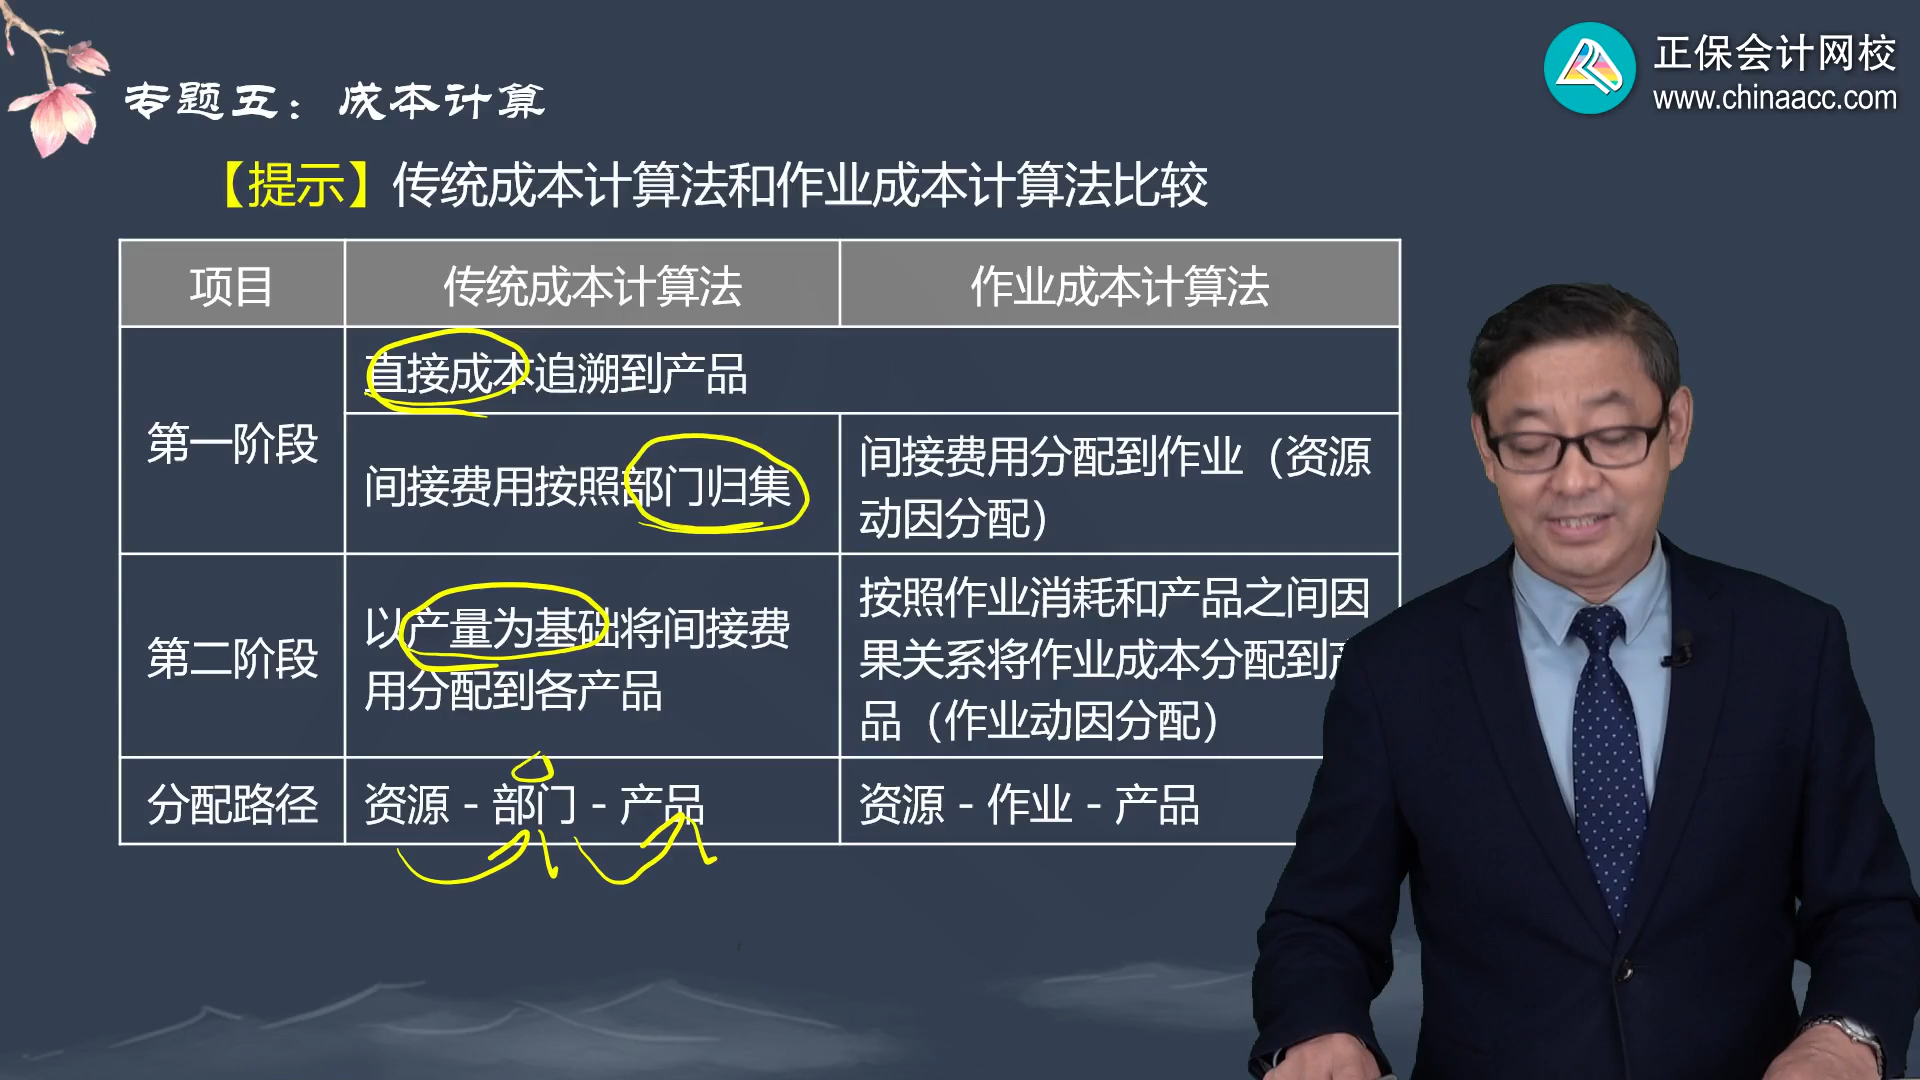 正保会计网校
www.chinaacc.com
专题五：成本计算
【提示】传统成本计算法和作业成本计算法比较
项目
传统成本计算法
作业成本计算法
第一阶段
直接成本追溯到产品
间接费用按照部门归集
间接费用分配到作业（资源
动因分配）
第二阶段
以产量为基础将间接费
用分配到各产品
按照作业消耗和产品之间因
果关系将作业成本分配到产
品（作业动因分配）
分配路径
资源－部门－产品
资源－作业－产品